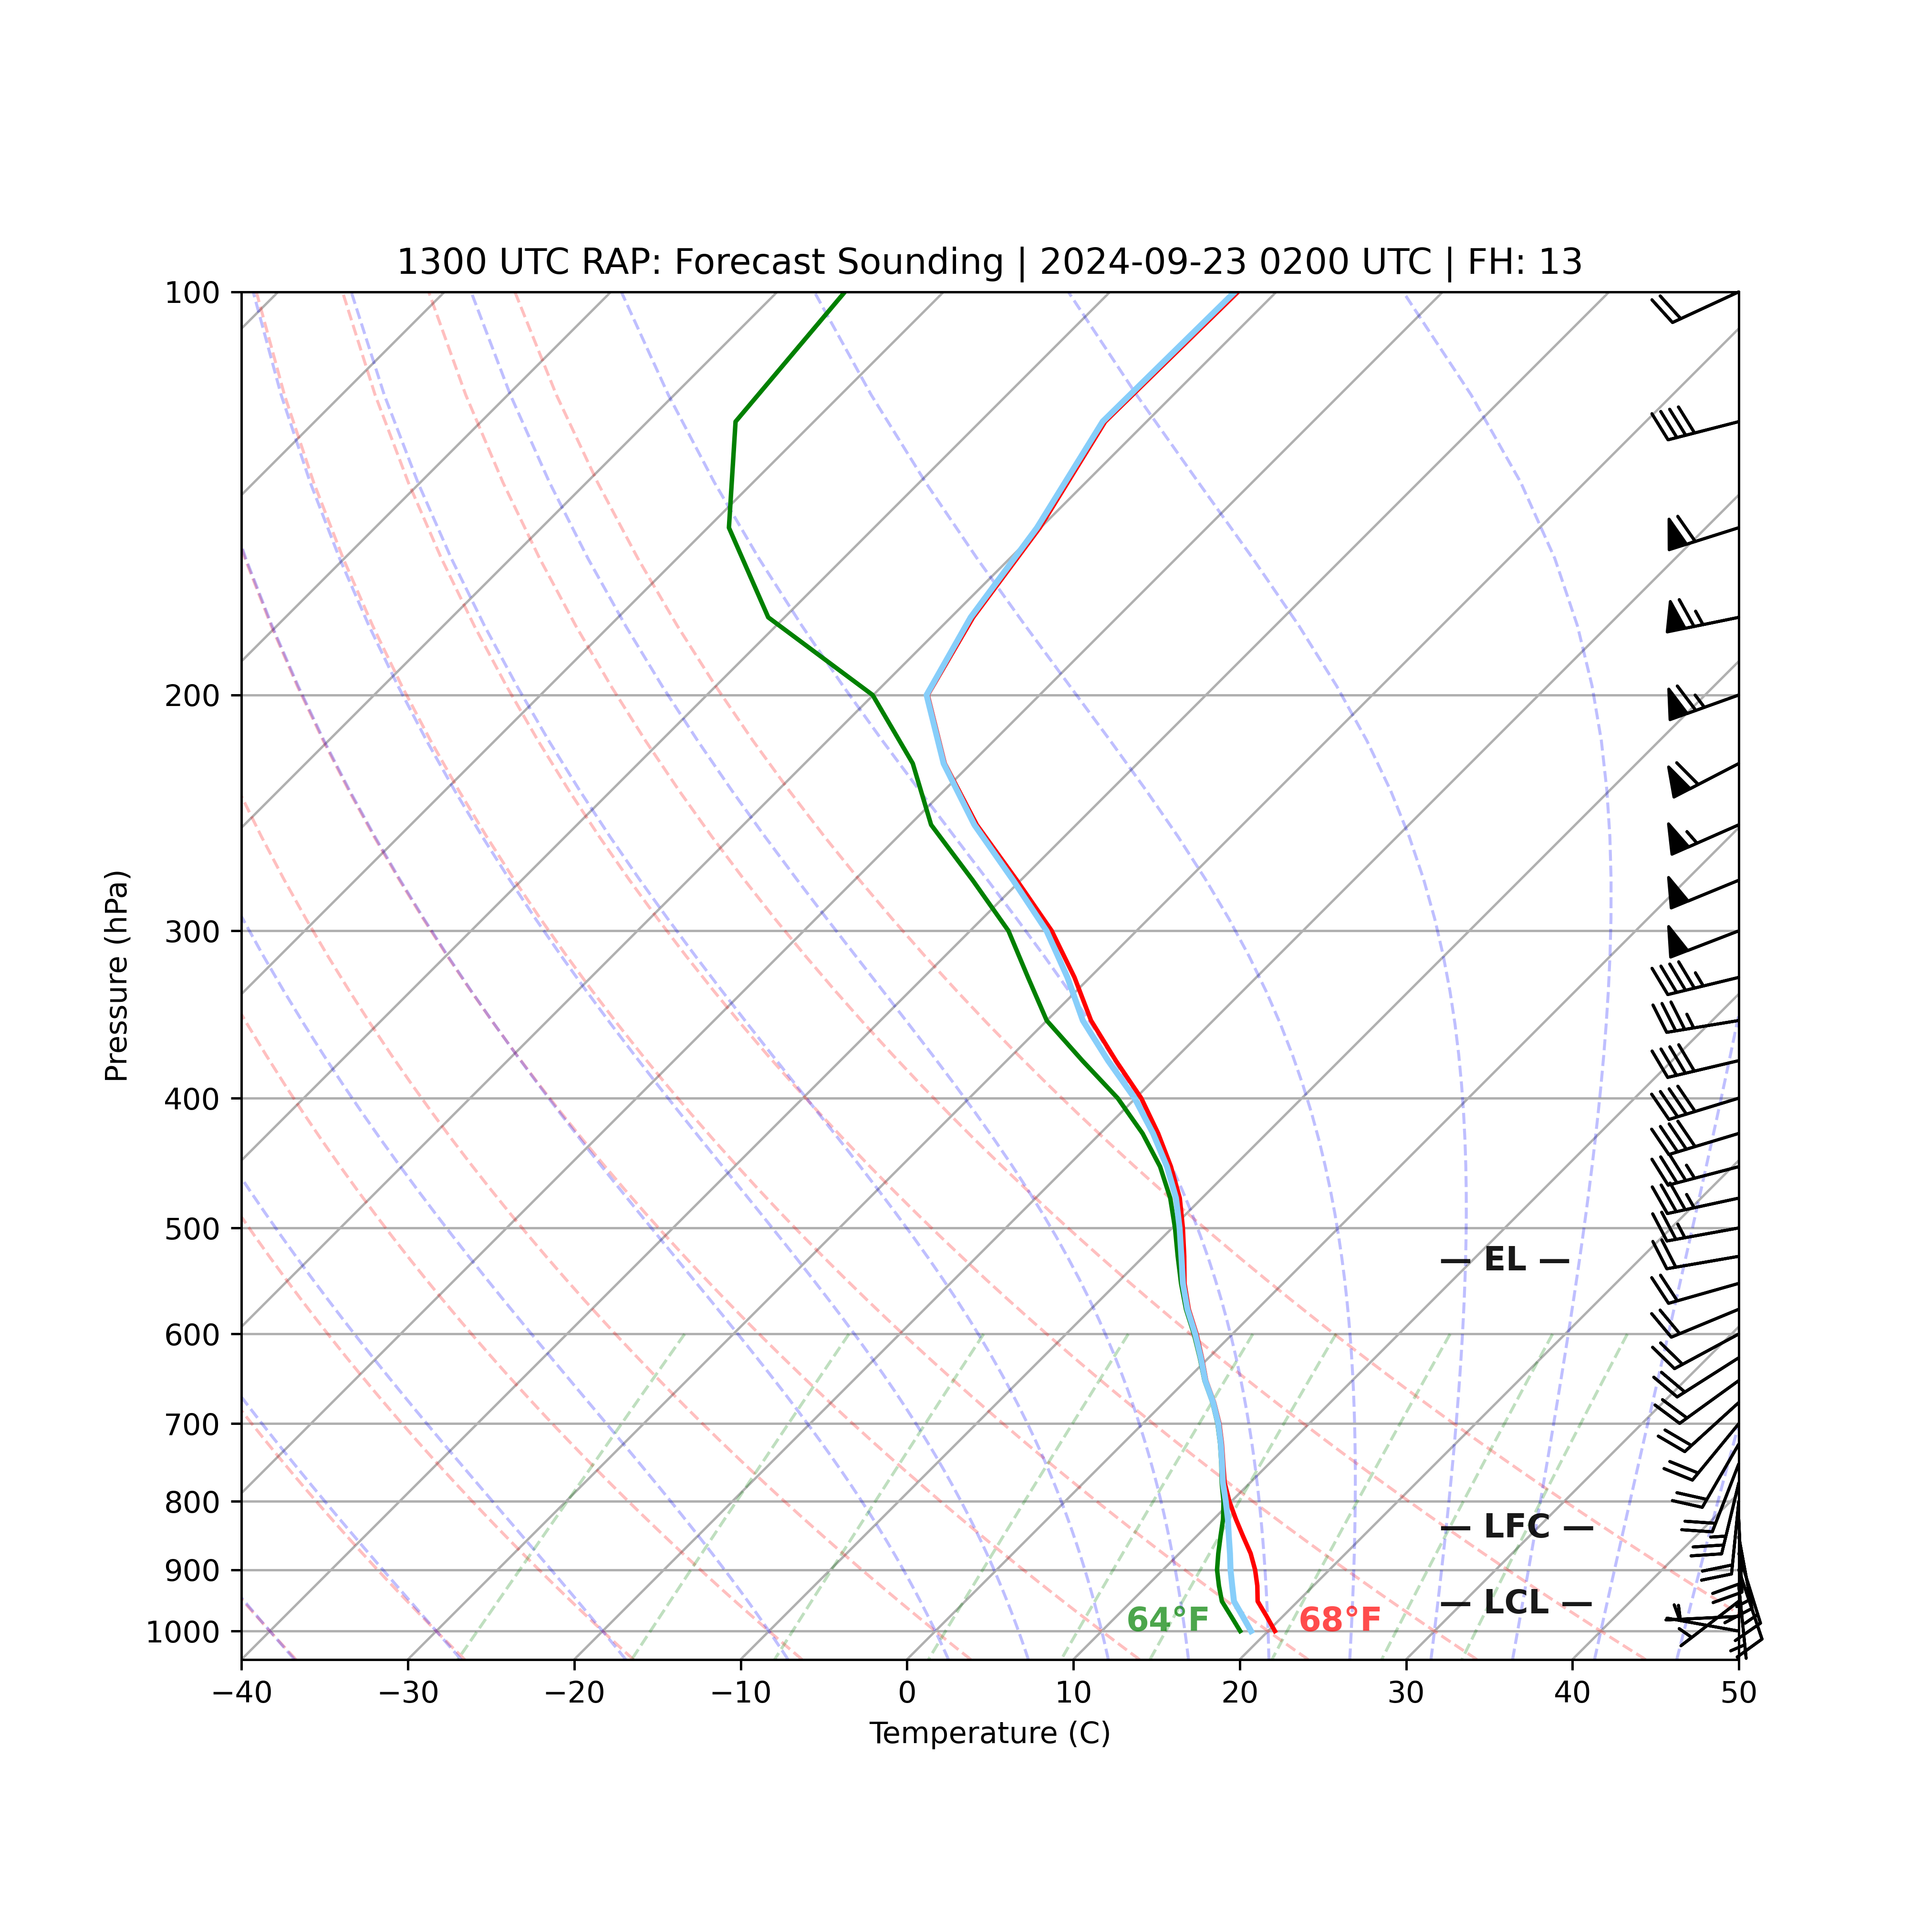 1300 UTC RAP: Forecast Sounding | 2024-09-23 0200 UTC | FH: 13
100
200
300
400
500
600
700
800
900
1000
Pressure (hPa)
— EL —
— LFC —
— LCL —
64°F 68°F
−40 −30 −20 −10 0 10 20 30 40 50
Temperature (C)